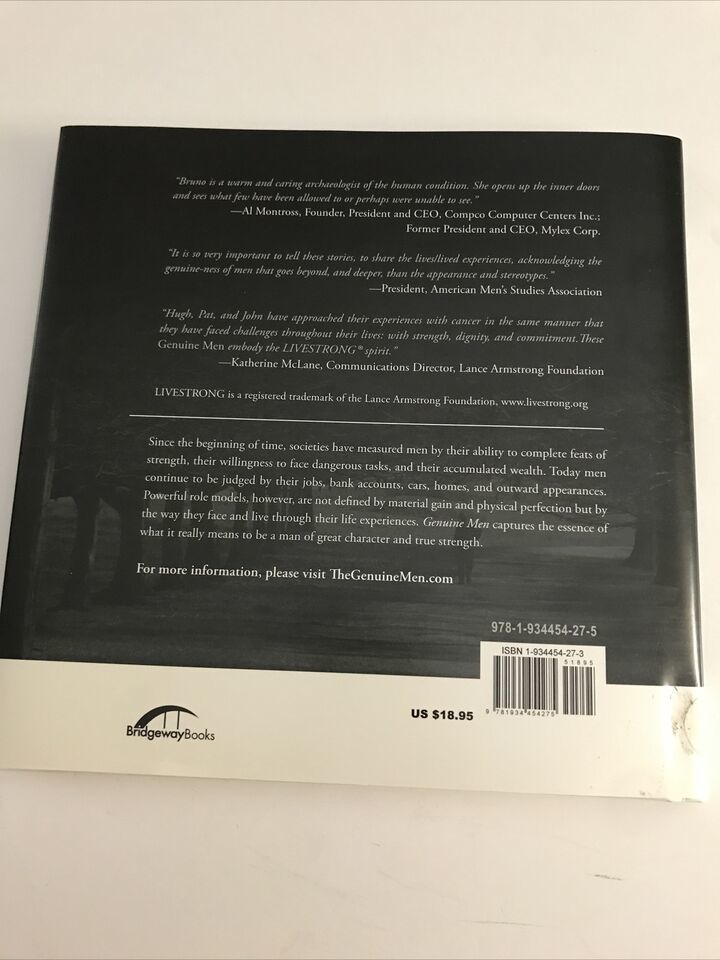 “Bruno is a warm and caring archaeologist of the human condition. She opens up the inner doors
and sees what few have been allowed to or perhaps were unable to see.”
—Al Montross, Founder, President and CEO, Compco Computer Centers Inc.;
Former President and CEO, Mylex Corp.
“It is so very important to tell these stories, to share the lives/lived experiences, acknowledging the
genuine-ness of men that goes beyond, and deeper, than the appearance and stereotypes.”
—President, American Men's Studies Association
“Hugh, Pat, and John have approached their experiences with cancer in the same manner that
they have faced challenges throughout their lives: with strength, dignity, and commitment. These
Genuine Men embody the LIVESTRONG® spirit.”
—Katherine McLane, Communications Director, Lance Armstrong Foundation
LIVESTRONG is a registered trademark of the Lance Armstrong Foundation, www.livestrong.org
Since the beginning of time, societies have measured men by their ability to complete feats of
strength, their willingness to face dangerous tasks, and their accumulated wealth. Today men
continue to be judged by their jobs, bank accounts, cars, homes, and outward appearances.
Powerful role models, however, are not defined by material gain and physical perfection but by
the way they face and live through their life experiences. Genuine Men captures the essence of
what it really means to be a man of great character and true strength.
For more information, please visit TheGenuineMen.com
978-1-934454-27-5
ISBN 1-934454-27-3
51895
9 781934 454275
US $18.95
BridgewayBooks